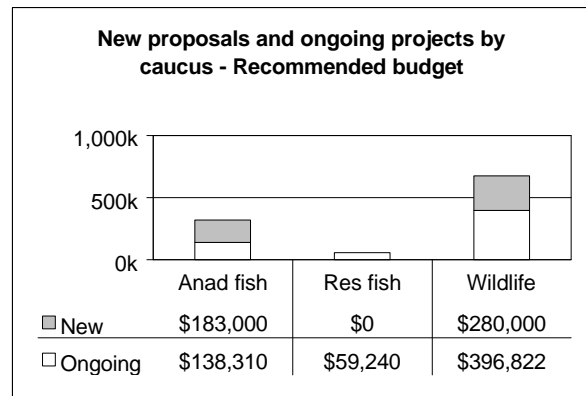 New proposals and ongoing projects by
caucus - Recommended budget
1,000k
500k
0k
Anad fish Res fish Wildlife
New $183,000 $0 $280,000
Ongoing $138,310 $59,240 $396,822